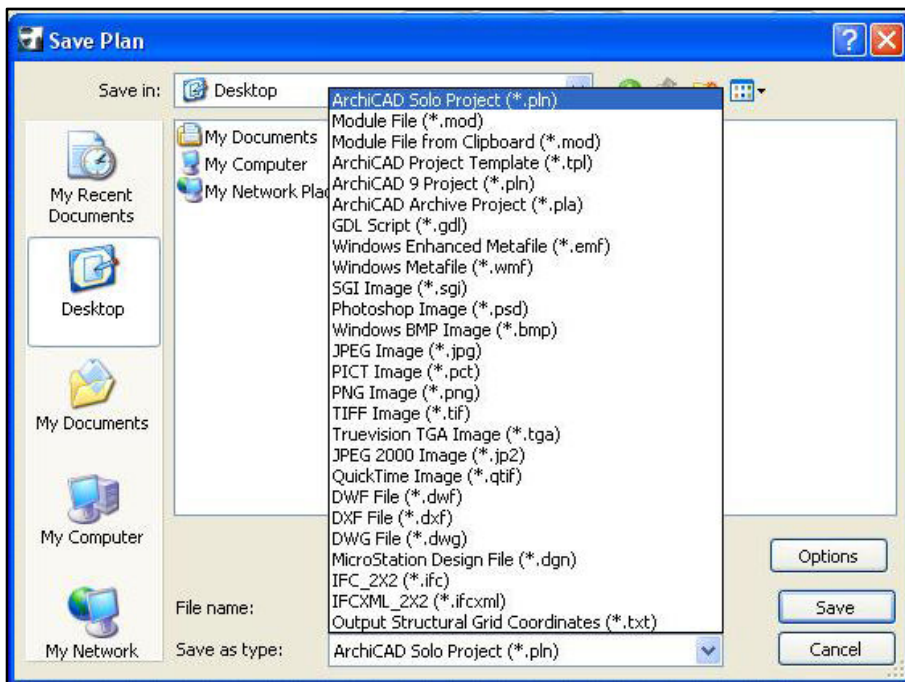 Save Plan
Save in:
Desktop
My Recent
Documents
Desktop
My Documents
My Computer
My Network
My Documents
My Computer
My Network Pla
ArchiCAD Solo Project (*.pln)
Module File (*.mod)
Module File from Clipboard (*.mod)
ArchiCAD Project Template (*.tpl)
ArchiCAD 9 Project (*.pln)
ArchiCAD Archive Project (*.pla)
GDL Script (*.gdl)
Windows Enhanced Metafile (*.emf)
Windows Metafile (*.wmf)
SGI Image (*.sgi)
Photoshop Image (*.psd)
Windows BMP Image (*.bmp)
JPEG Image (*.jpg)
PICT Image (*.pct)
PNG Image (*.png)
TIFF Image (*.tif)
Truevision TGA Image (*.tga)
JPEG 2000 Image (*.jp2)
QuickTime Image (*.qtif)
DWF File (*.dwf)
DXF File (*.dxf)
DWG File (*.dwg)
MicroStation Design File (*.dgn)
IFC_2X2 (*.ifc)
IFCXML_2X2 (*.ifcxml)
Output Structural Grid Coordinates (*.txt)
Options
File name:
Save
Save as type:
ArchiCAD Solo Project (*.pln)
Cancel